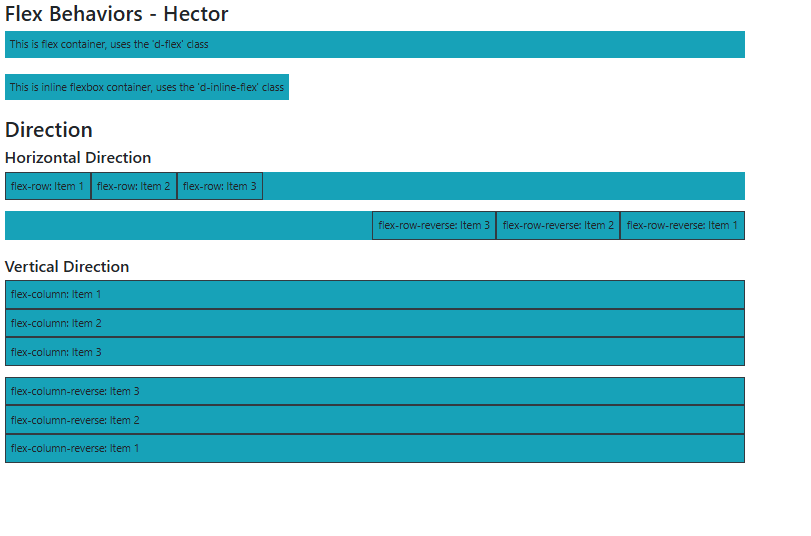 Flex Behaviors - Hector
This is flex container, uses the 'd-flex' class
This is inline flexbox container, uses the 'd-inline-flex' class
Direction
Horizontal Direction
flex-row: Item 1 flex-row: Item 2 flex-row: Item 3
flex-row-reverse: Item 3 flex-row-reverse: Item 2 flex-row-reverse: Item 1
Vertical Direction
flex-column: Item 1
flex-column: Item 2
flex-column: Item 3
flex-column-reverse: Item 3
flex-column-reverse: Item 2
flex-column-reverse: Item 1